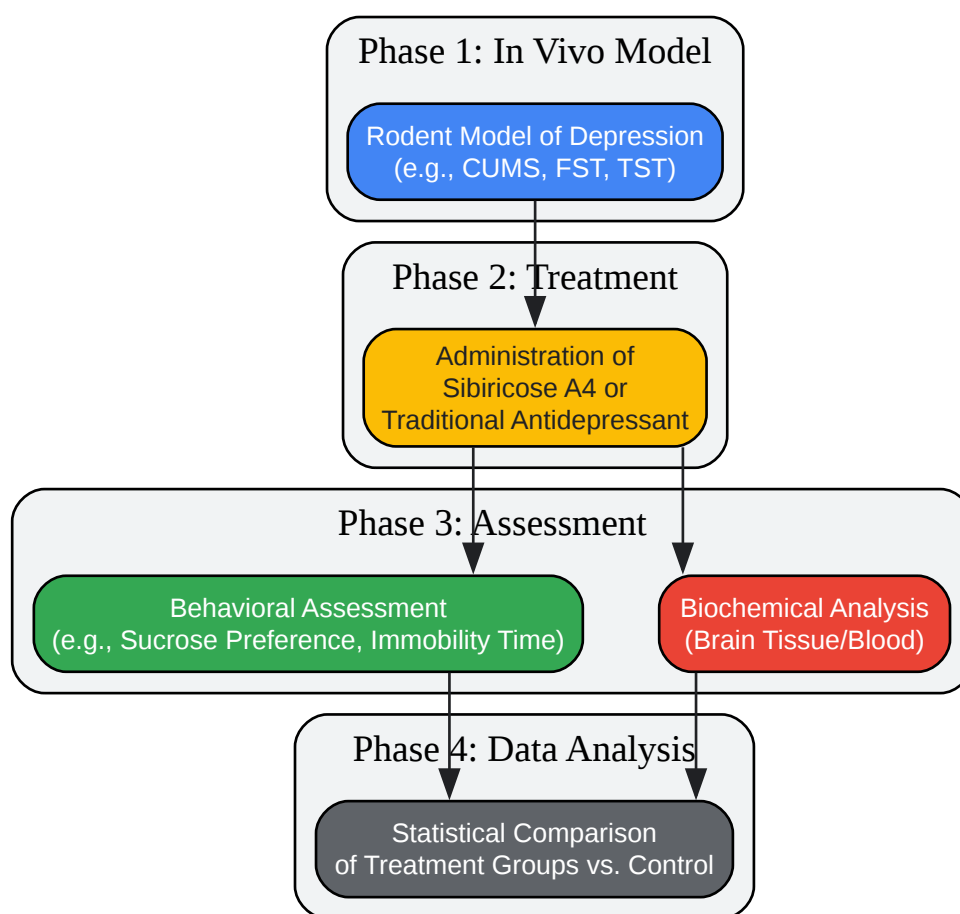 Phase 1: In Vivo Model
Rodent Model of Depression
(e.g., CUMS, FST, TST)
Phase 2: Treatment
Administration of
Sibiricose A4 or
Traditional Antidepressant
Phase 3: Assessment
Behavioral Assessment
(e.g., Sucrose Preference, Immobility Time)
Biochemical Analysis
(Brain Tissue/Blood)
Phase 4: Data Analysis
Statistical Comparison
of Treatment Groups vs. Control